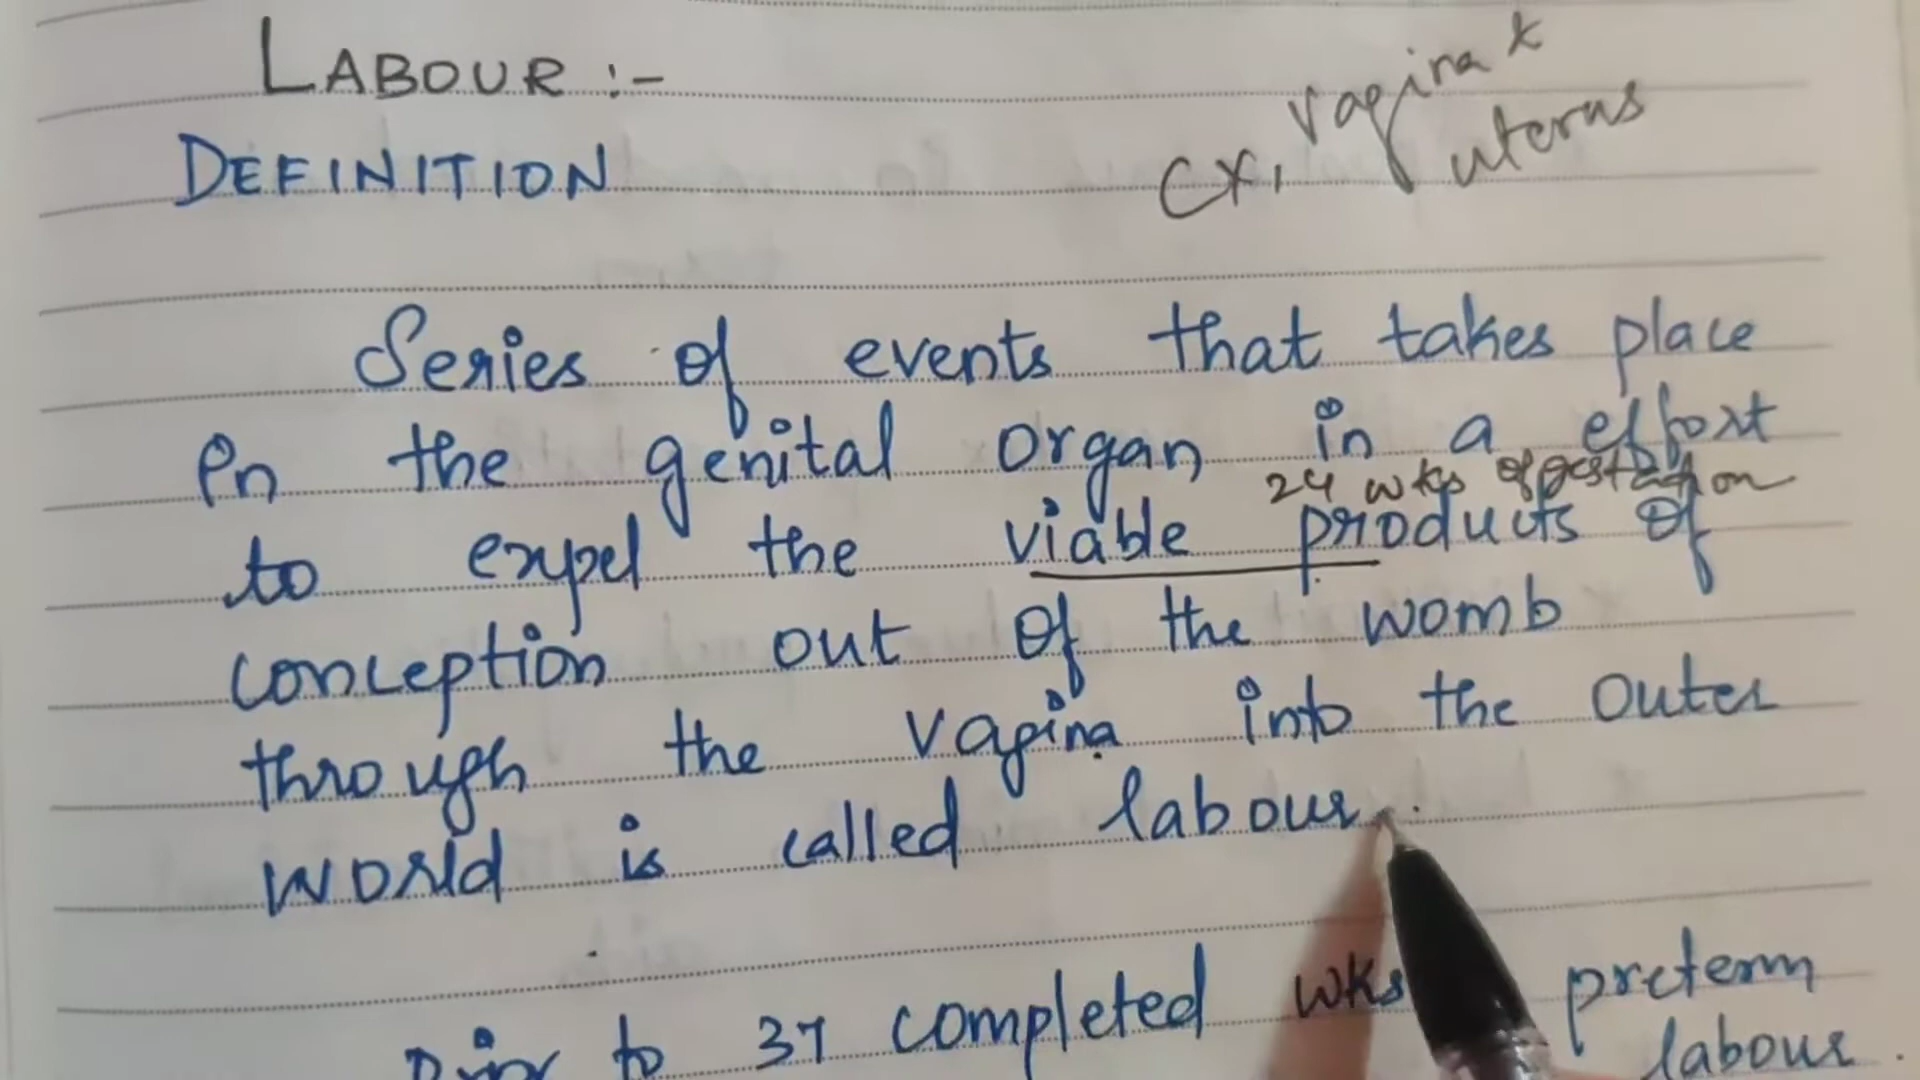 LABOUR :-
Cx, vagina &
uterus
DEFINITION
Series of events that takes place
in the genital organ in a effort
24 wks of gestation
to expel the viable products of
conception out of the womb
through the vagina into the outer
world is called labour.
Prior to 37 completed wks preterm
labour.